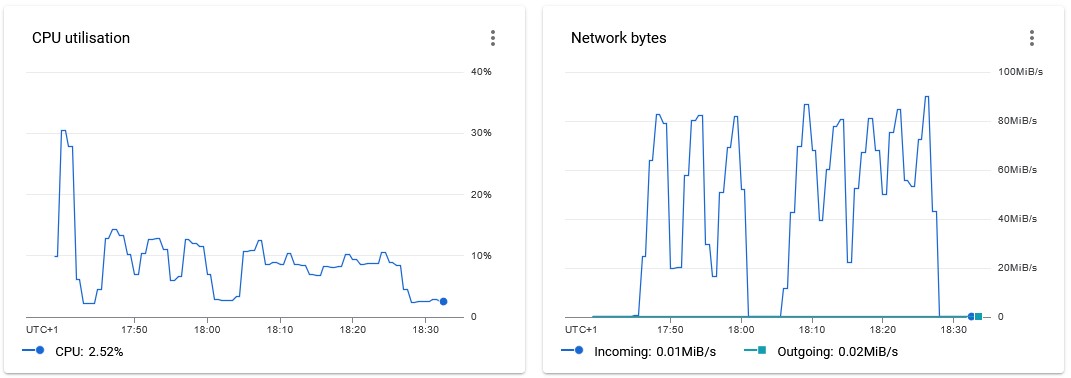 CPU utilisation
40%
30%
20%
10%
0
UTC+1
17:50
18:00
18:10
18:20
18:30
CPU: 2.52%
Network bytes
100MiB/s
80MiB/s
60MiB/s
40MiB/s
20MiB/s
0
UTC+1
17:50
18:00
18:10
18:20
18:30
Incoming: 0.01MiB/s
Outgoing: 0.02MiB/s